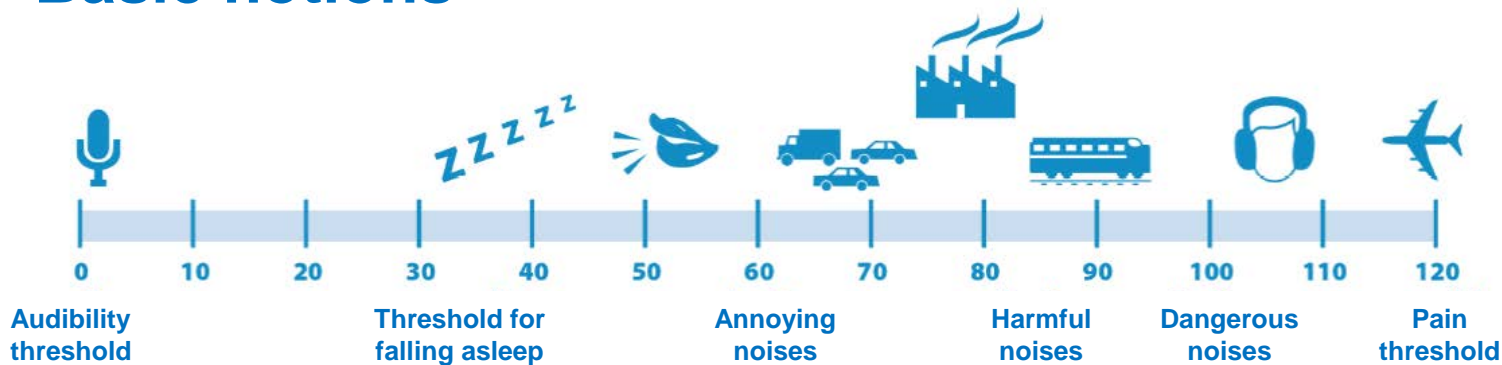 Basic notions
z z z z z
0 10 20 30 40 50 60 70 80 90 100 110 120
Audibility threshold
Threshold for falling asleep
Annoying noises
Harmful noises
Dangerous noises
Pain threshold